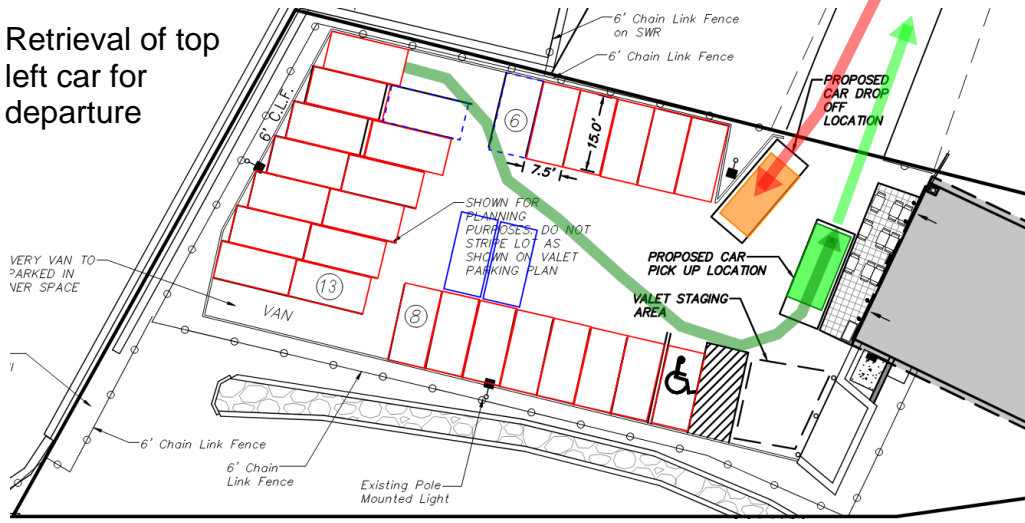 Retrieval of top
left car for
departure
6' Chain Link Fence
on SWR
6' Chain Link Fence
PROPOSED
CAR DROP
OFF
LOCATION
6' C.L.F.
6
15.0'
7.5'
SHOWN FOR
PLANNING
PURPOSES. DO NOT
STRIPE LOT AS
SHOWN ON VALET
PARKING PLAN
VERY VAN TO
PARKED IN
NER SPACE
PROPOSED CAR
PICK UP LOCATION
13
VAN
8
VALET STAGING
AREA
6' Chain Link Fence
6' Chain
Link Fence
Existing Pole
Mounted Light